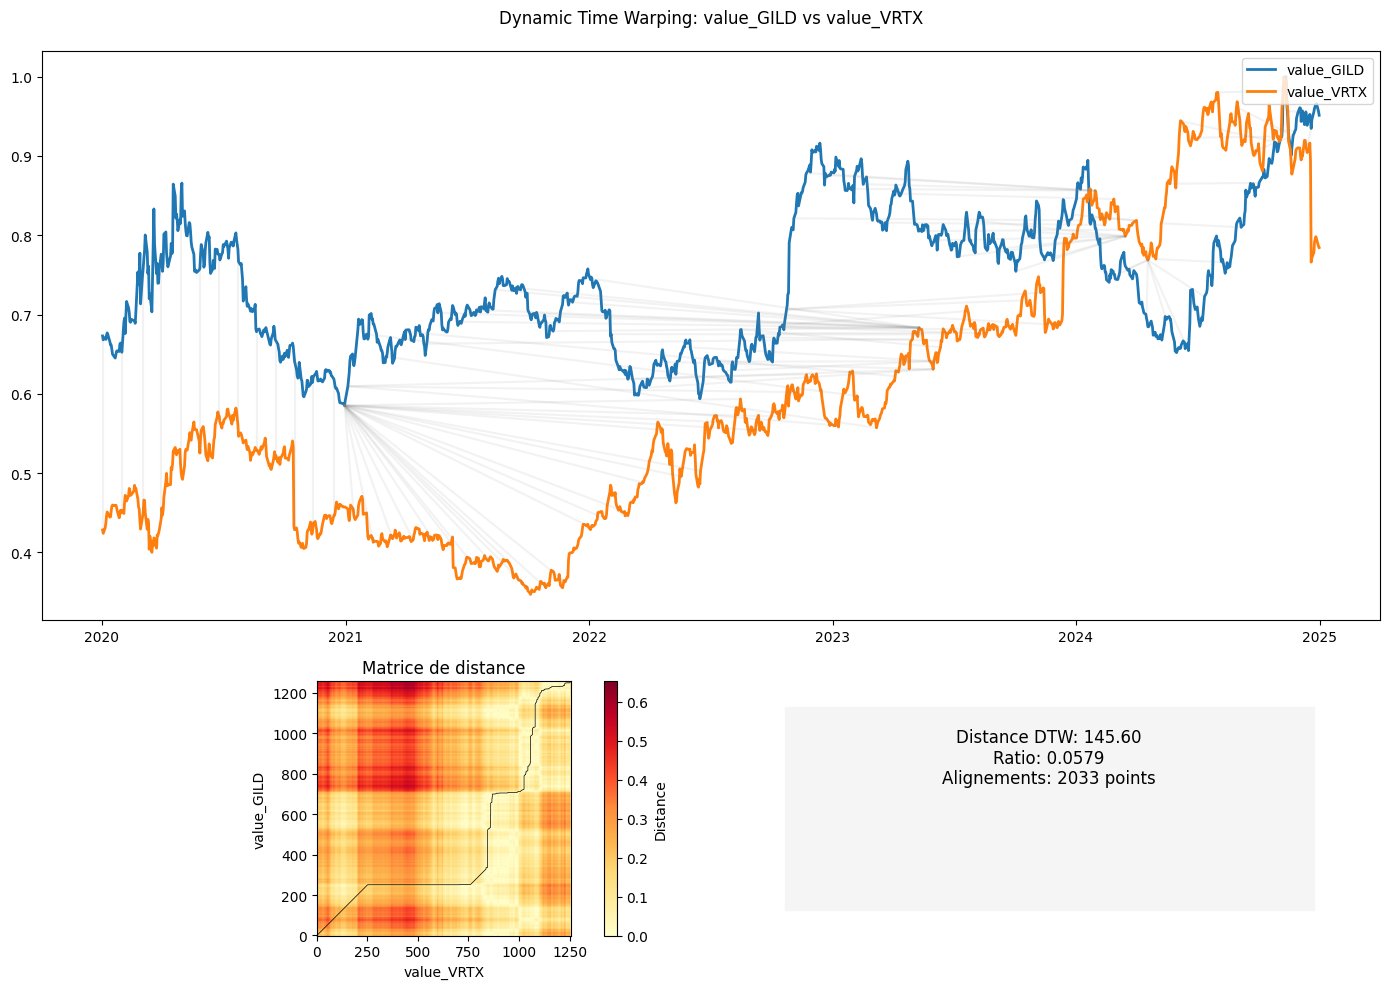 Dynamic Time Warping: value_GILD vs value_VRTX
value_GILD
value_VRTX
1.0
0.9
0.8
0.7
0.6
0.5
0.4
2020 2021 2022 2023 2024 2025
Matrice de distance
value_GILD
1200
1000
800
600
400
200
0
0 250 500 750 1000 1250
value_VRTX
0.6
0.5
0.4
0.3
0.2
0.1
0.0
Distance
Distance DTW: 145.60
Ratio: 0.0579
Alignements: 2033 points